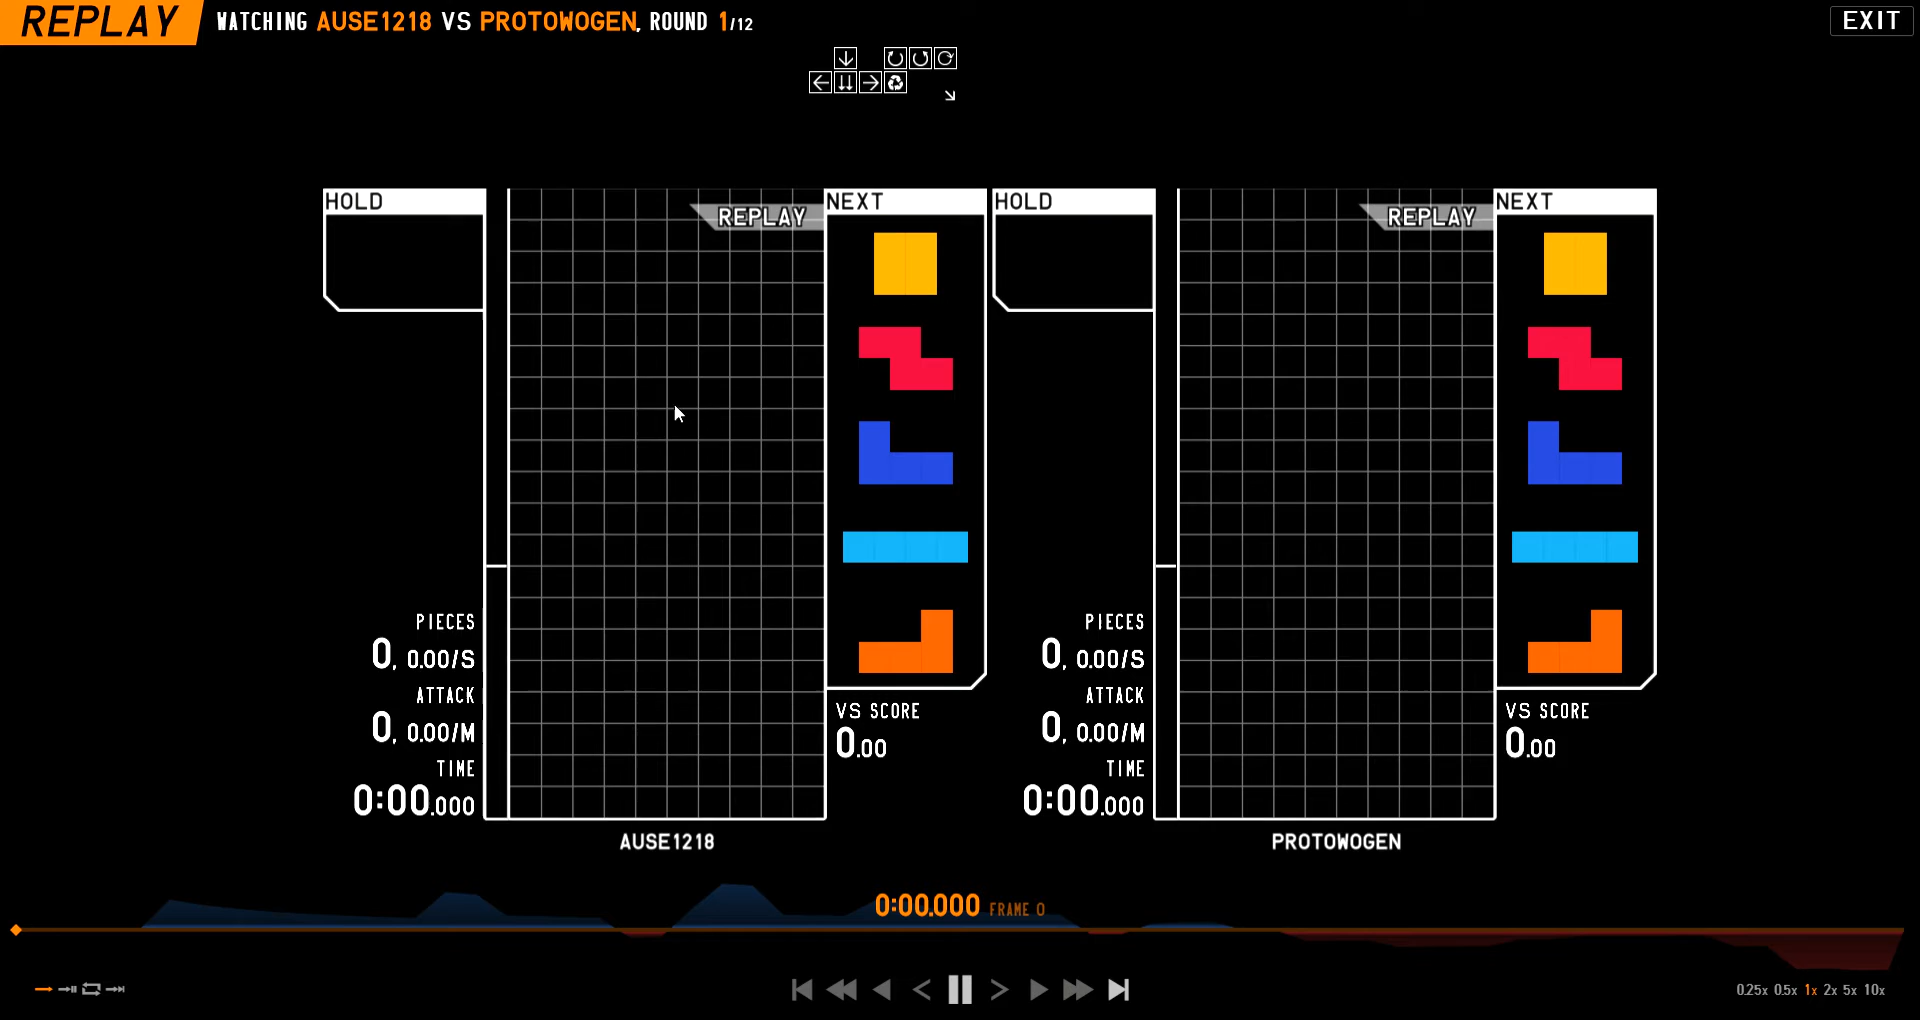 REPLAY WATCHING AUSE1218 VS PROTOWOGEN, ROUND 1/12 EXIT
HOLD
REPLAY
NEXT
PIECES
0, 0.00/S
ATTACK
0, 0.00/M
TIME
0:00.000
VS SCORE
0.00
AUSE1218
HOLD
REPLAY
NEXT
PIECES
0, 0.00/S
ATTACK
0, 0.00/M
TIME
0:00.000
VS SCORE
0.00
PROTOWOGEN
0:00.000 FRAME 0
0.25x 0.5x 1x 2x 5x 10x